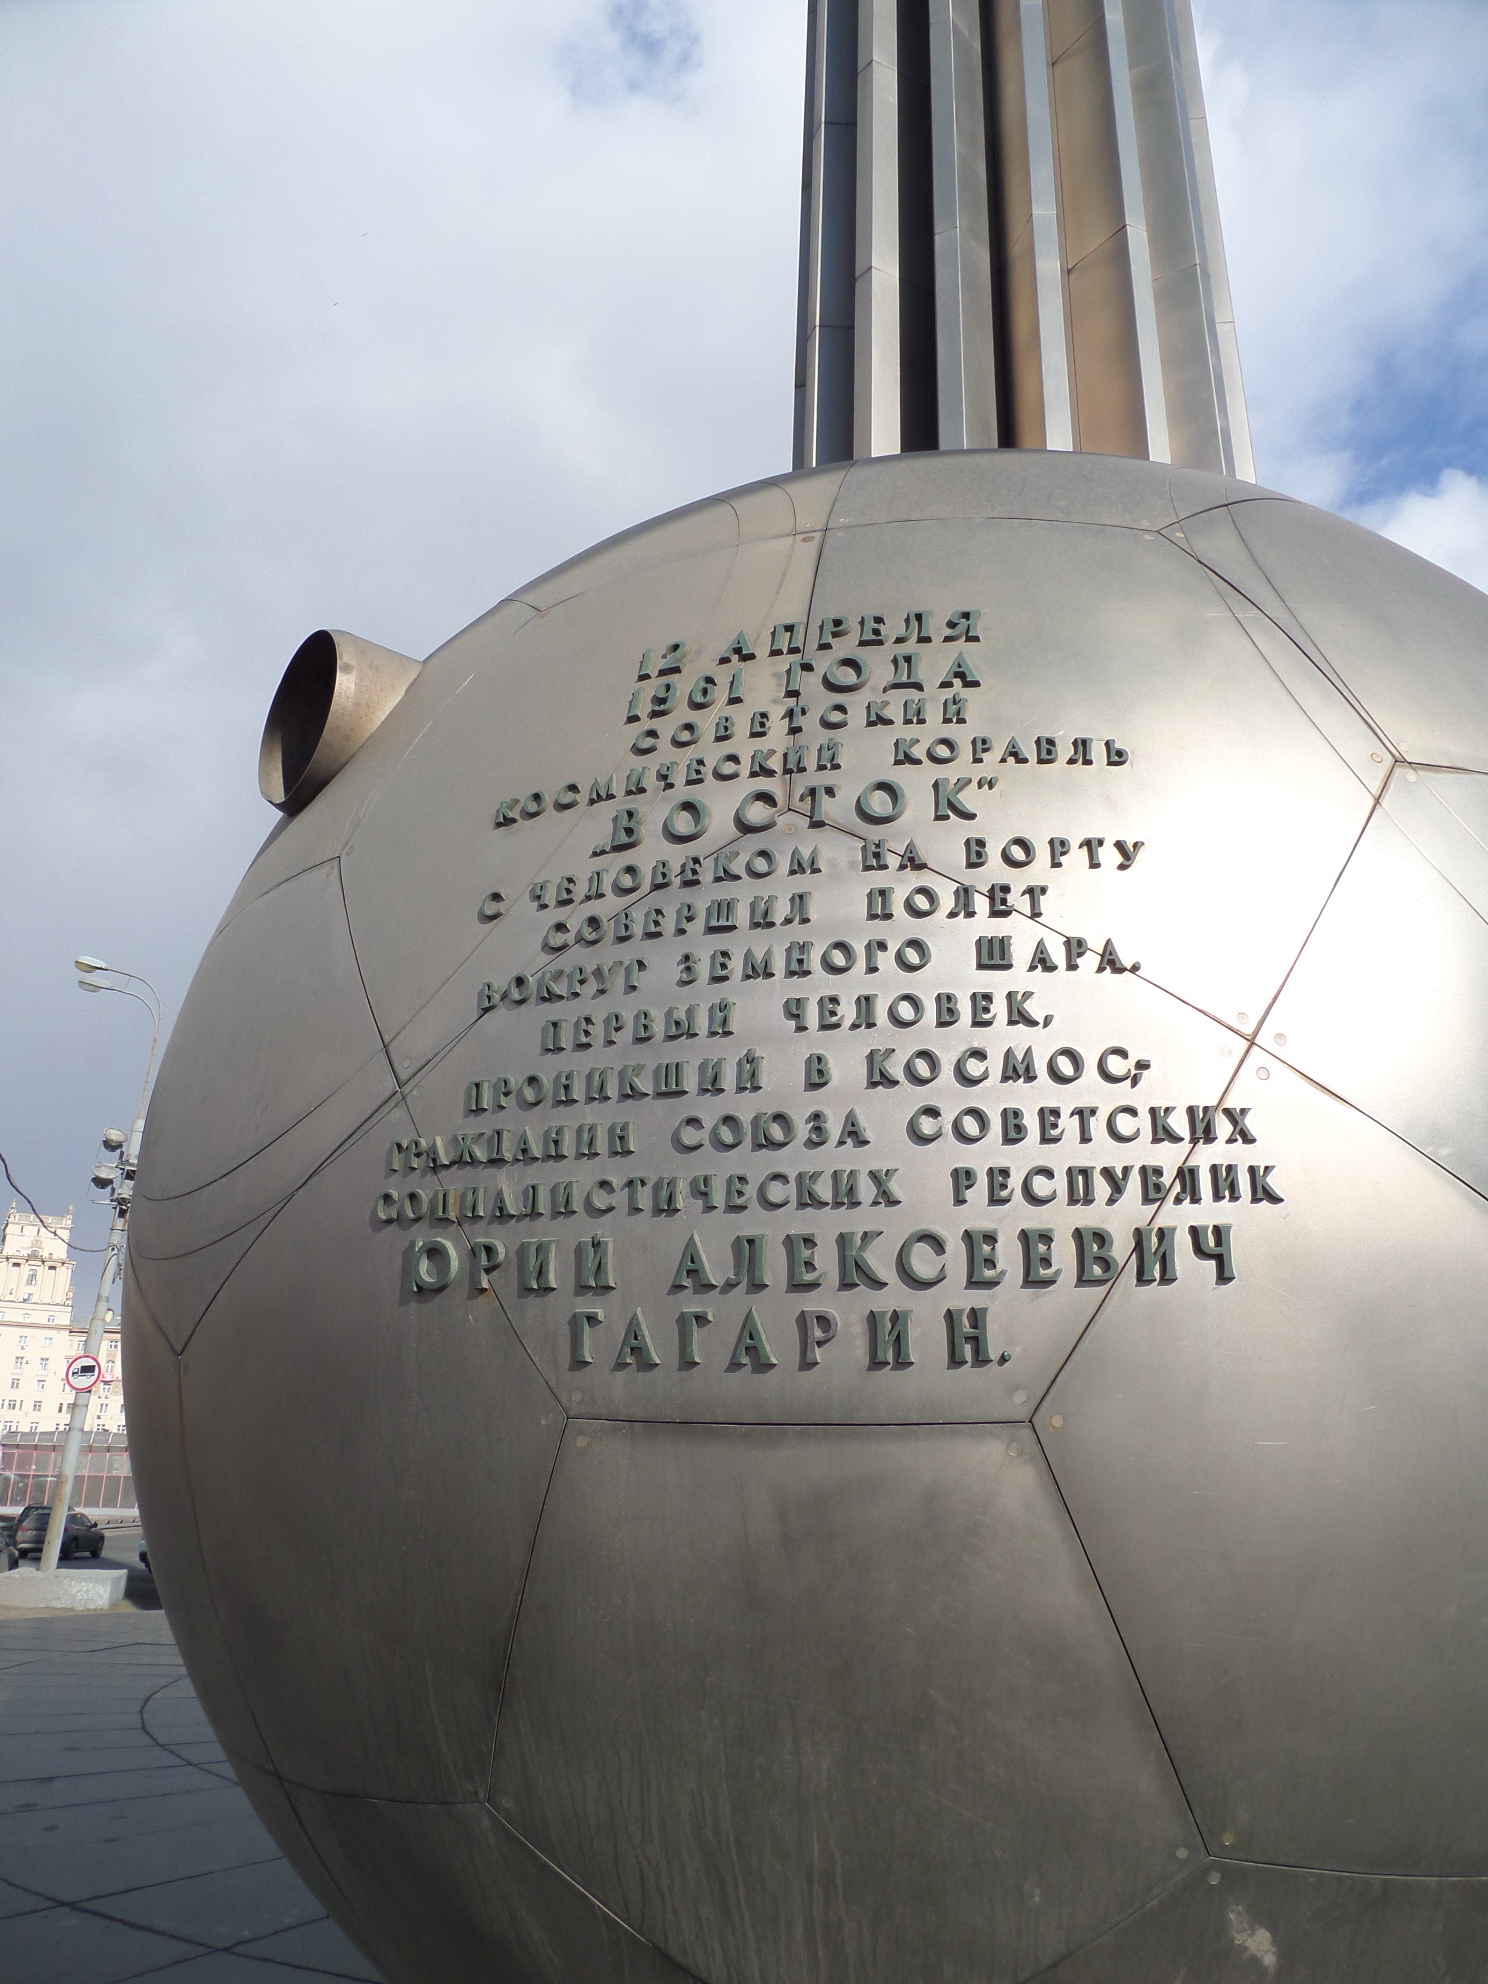 12 АПРЕЛЯ
1961 ГОДА
СОВЕТСКИЙ
КОСМИЧЕСКИЙ КОРАБЛЬ
„ВОСТОК“
С ЧЕЛОВЕКОМ НА БОРТУ
СОВЕРШИЛ ПОЛЕТ
ВОКРУГ ЗЕМНОГО ШАРА.
ПЕРВЫЙ ЧЕЛОВЕК,
ПРОНИКШИЙ В КОСМОС,-
ГРАЖДАНИН СОЮЗА СОВЕТСКИХ
СОЦИАЛИСТИЧЕСКИХ РЕСПУБЛИК
ЮРИЙ АЛЕКСЕЕВИЧ
ГАГАРИН.